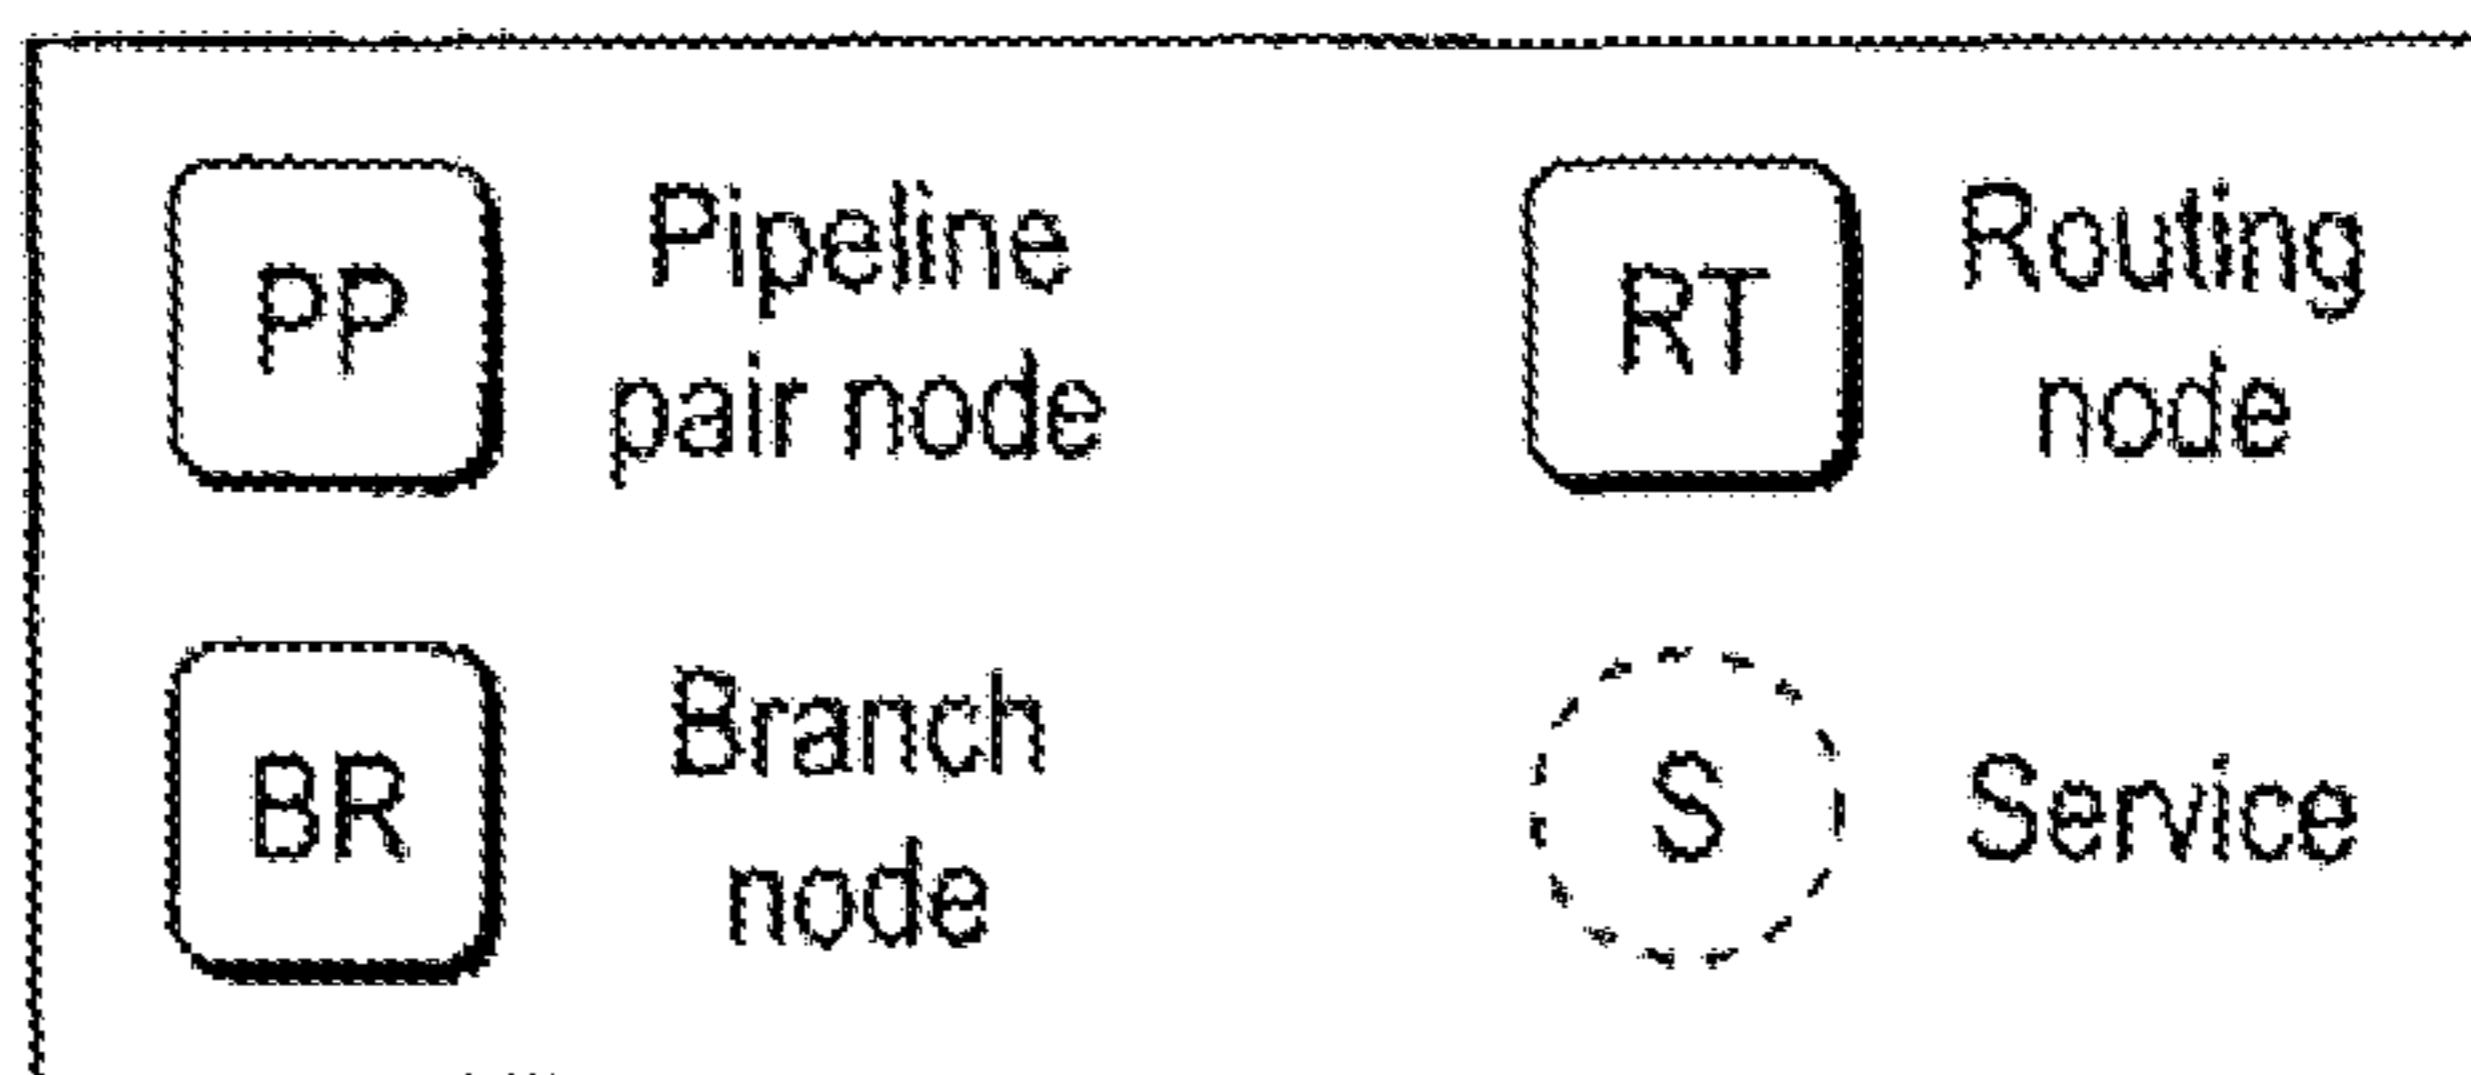 PP
Pipeline
pair node
RT
Routing
node
BR
Branch
node
S
Service